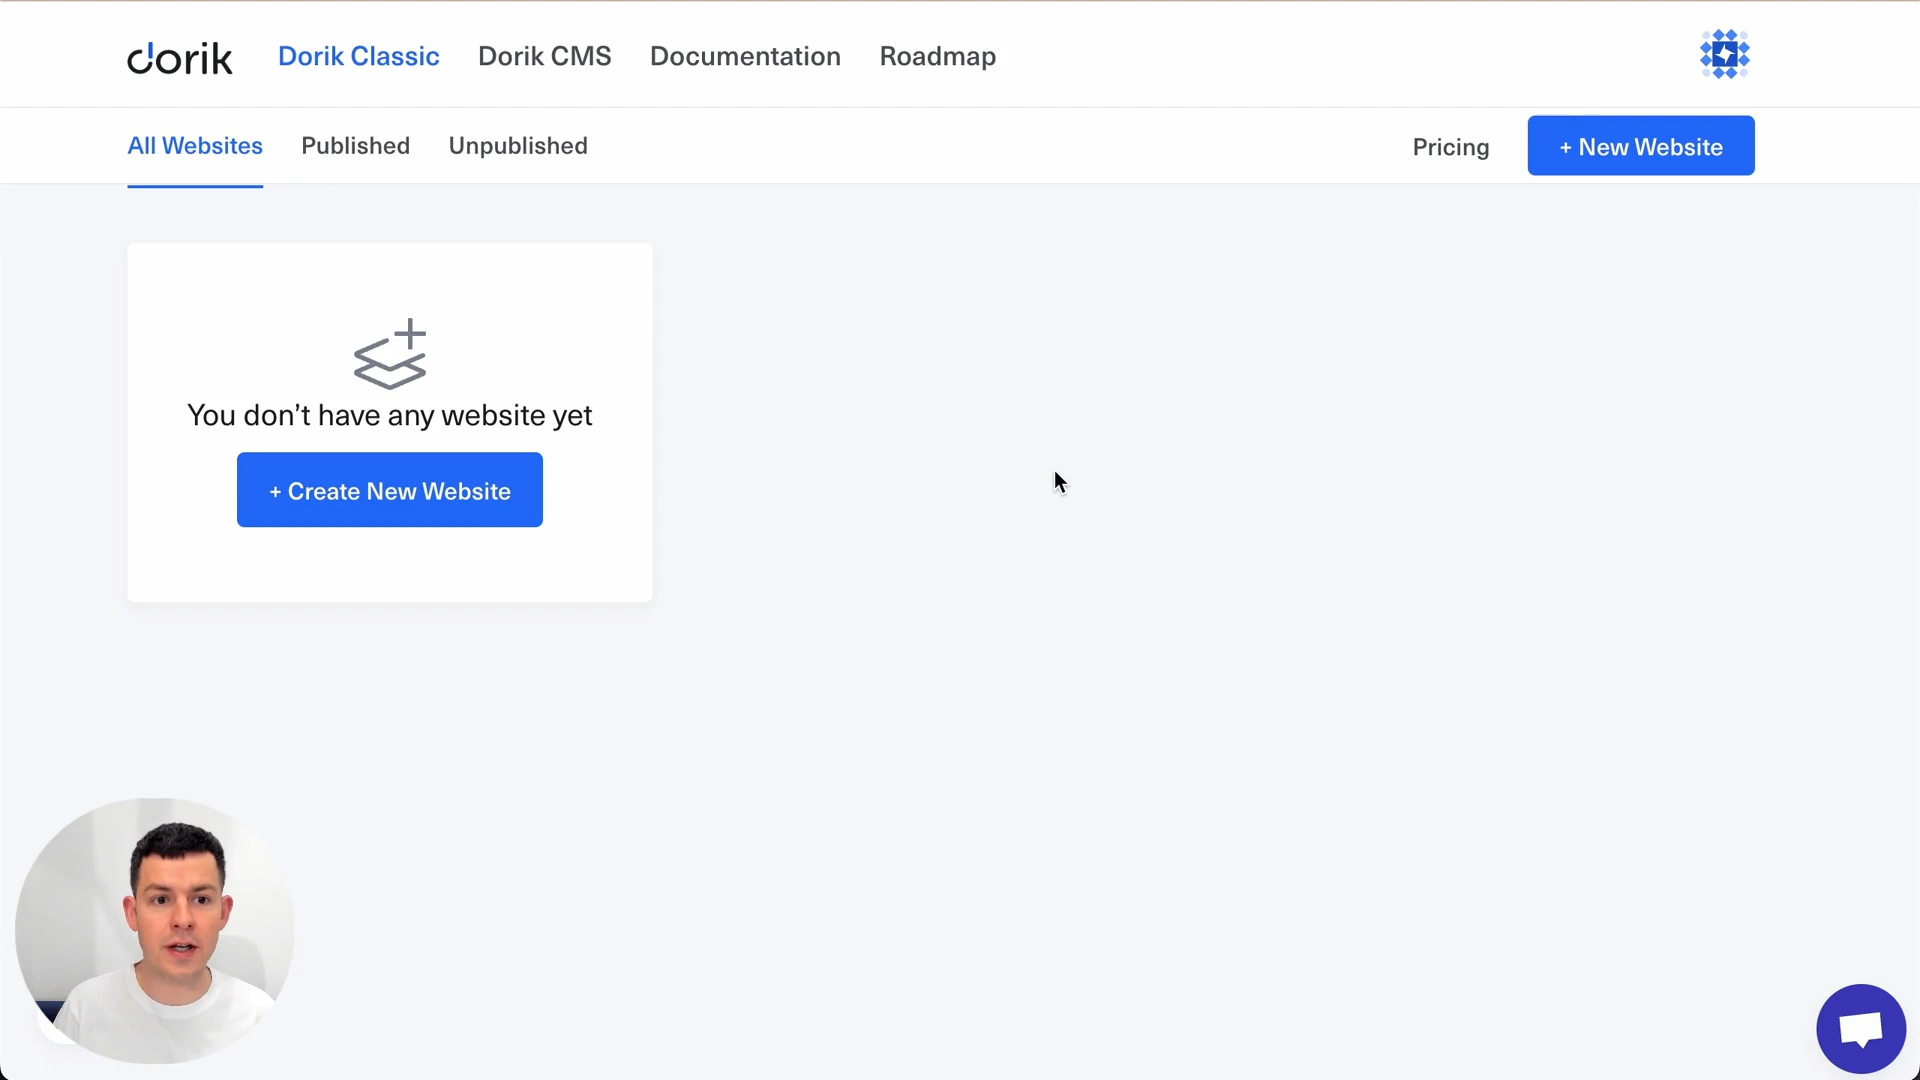 dorik Dorik Classic Dorik CMS Documentation Roadmap
All Websites Published Unpublished Pricing + New Website
You don’t have any website yet
+ Create New Website